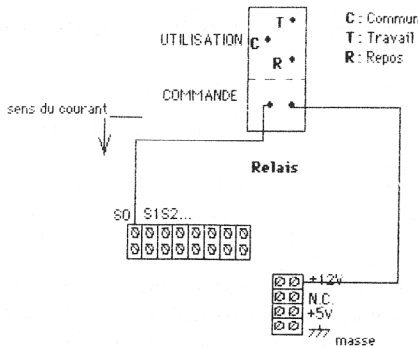 T
C : Commun
UTILISATION
C
T : Travail
R
R : Repos
COMMANDE
sens du courant
Relais
S0 S1S2...
+12V
N.C.
+5V
masse